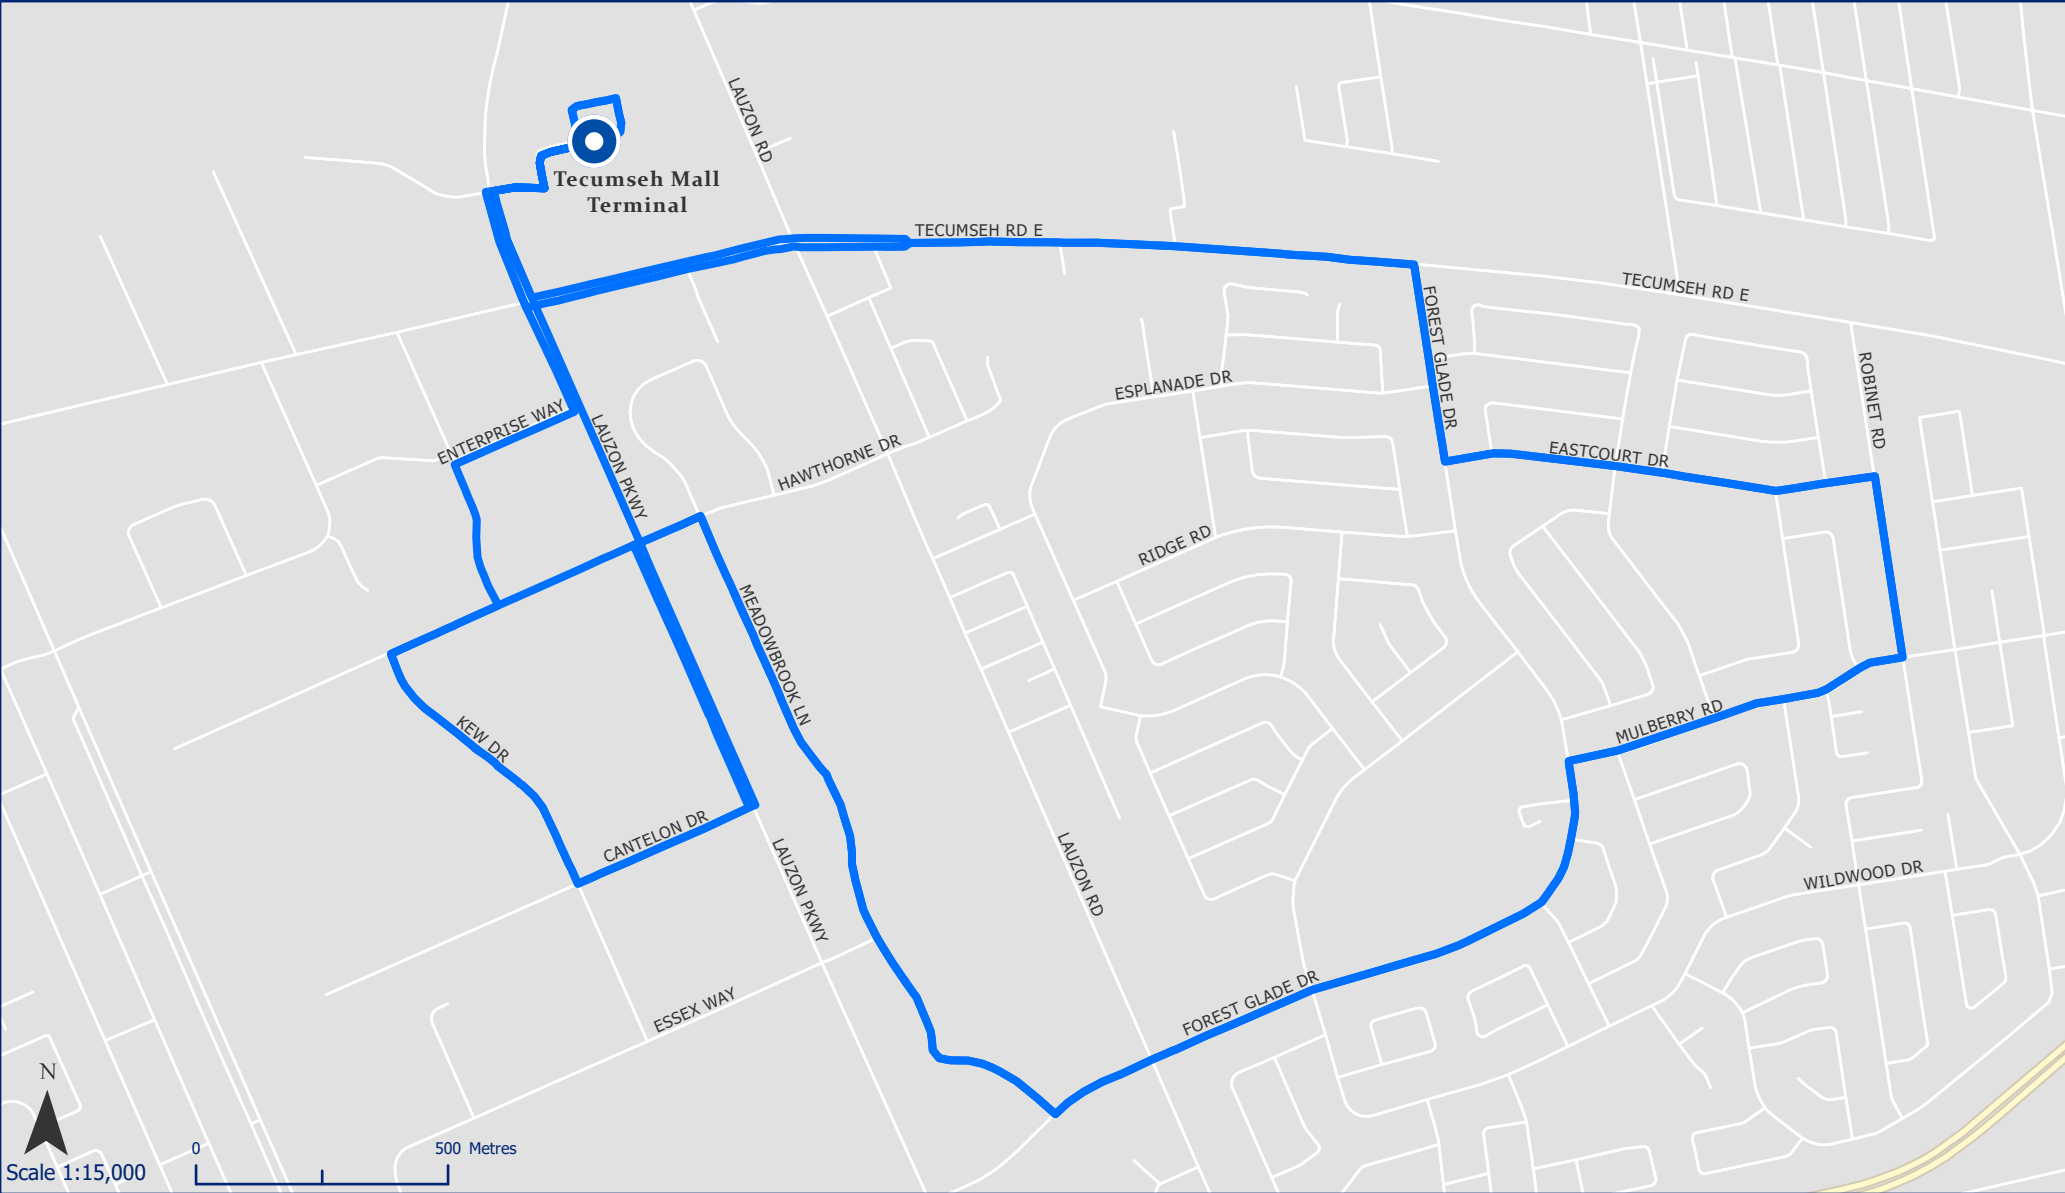 LAUZON RD
Tecumseh Mall
Terminal
TECUMSEH RD E
TECUMSEH RD E
FOREST GLADE DR
ROBINET RD
ESPLANADE DR
ENTERPRISE WAY
LAUZON PKWY
HAWTHORNE DR
EASTCOURT DR
RIDGE RD
MEADOWBROOK LN
KEW DR
MULBERRY RD
CANTELON DR
LAUZON PKWY
LAUZON RD
WILDWOOD DR
ESSEX WAY
FOREST GLADE DR
N
0
500 Metres
Scale 1:15,000